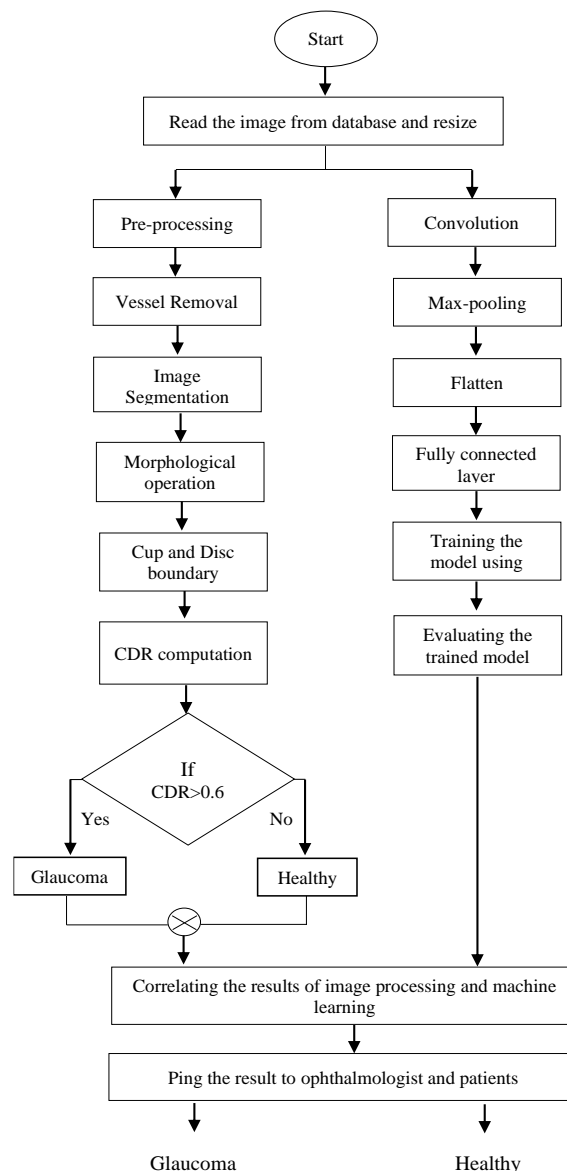 Start
Read the image from database and resize
Pre-processing
Convolution
Vessel Removal
Max-pooling
Image
Segmentation
Flatten
Morphological
operation
Fully connected
layer
Cup and Disc
boundary
Training the
model using
CDR computation
Evaluating the
trained model
If
CDR>0.6
Yes
No
Glaucoma
Healthy
Correlating the results of image processing and machine
learning
Ping the result to ophthalmologist and patients
Glaucoma
Healthy